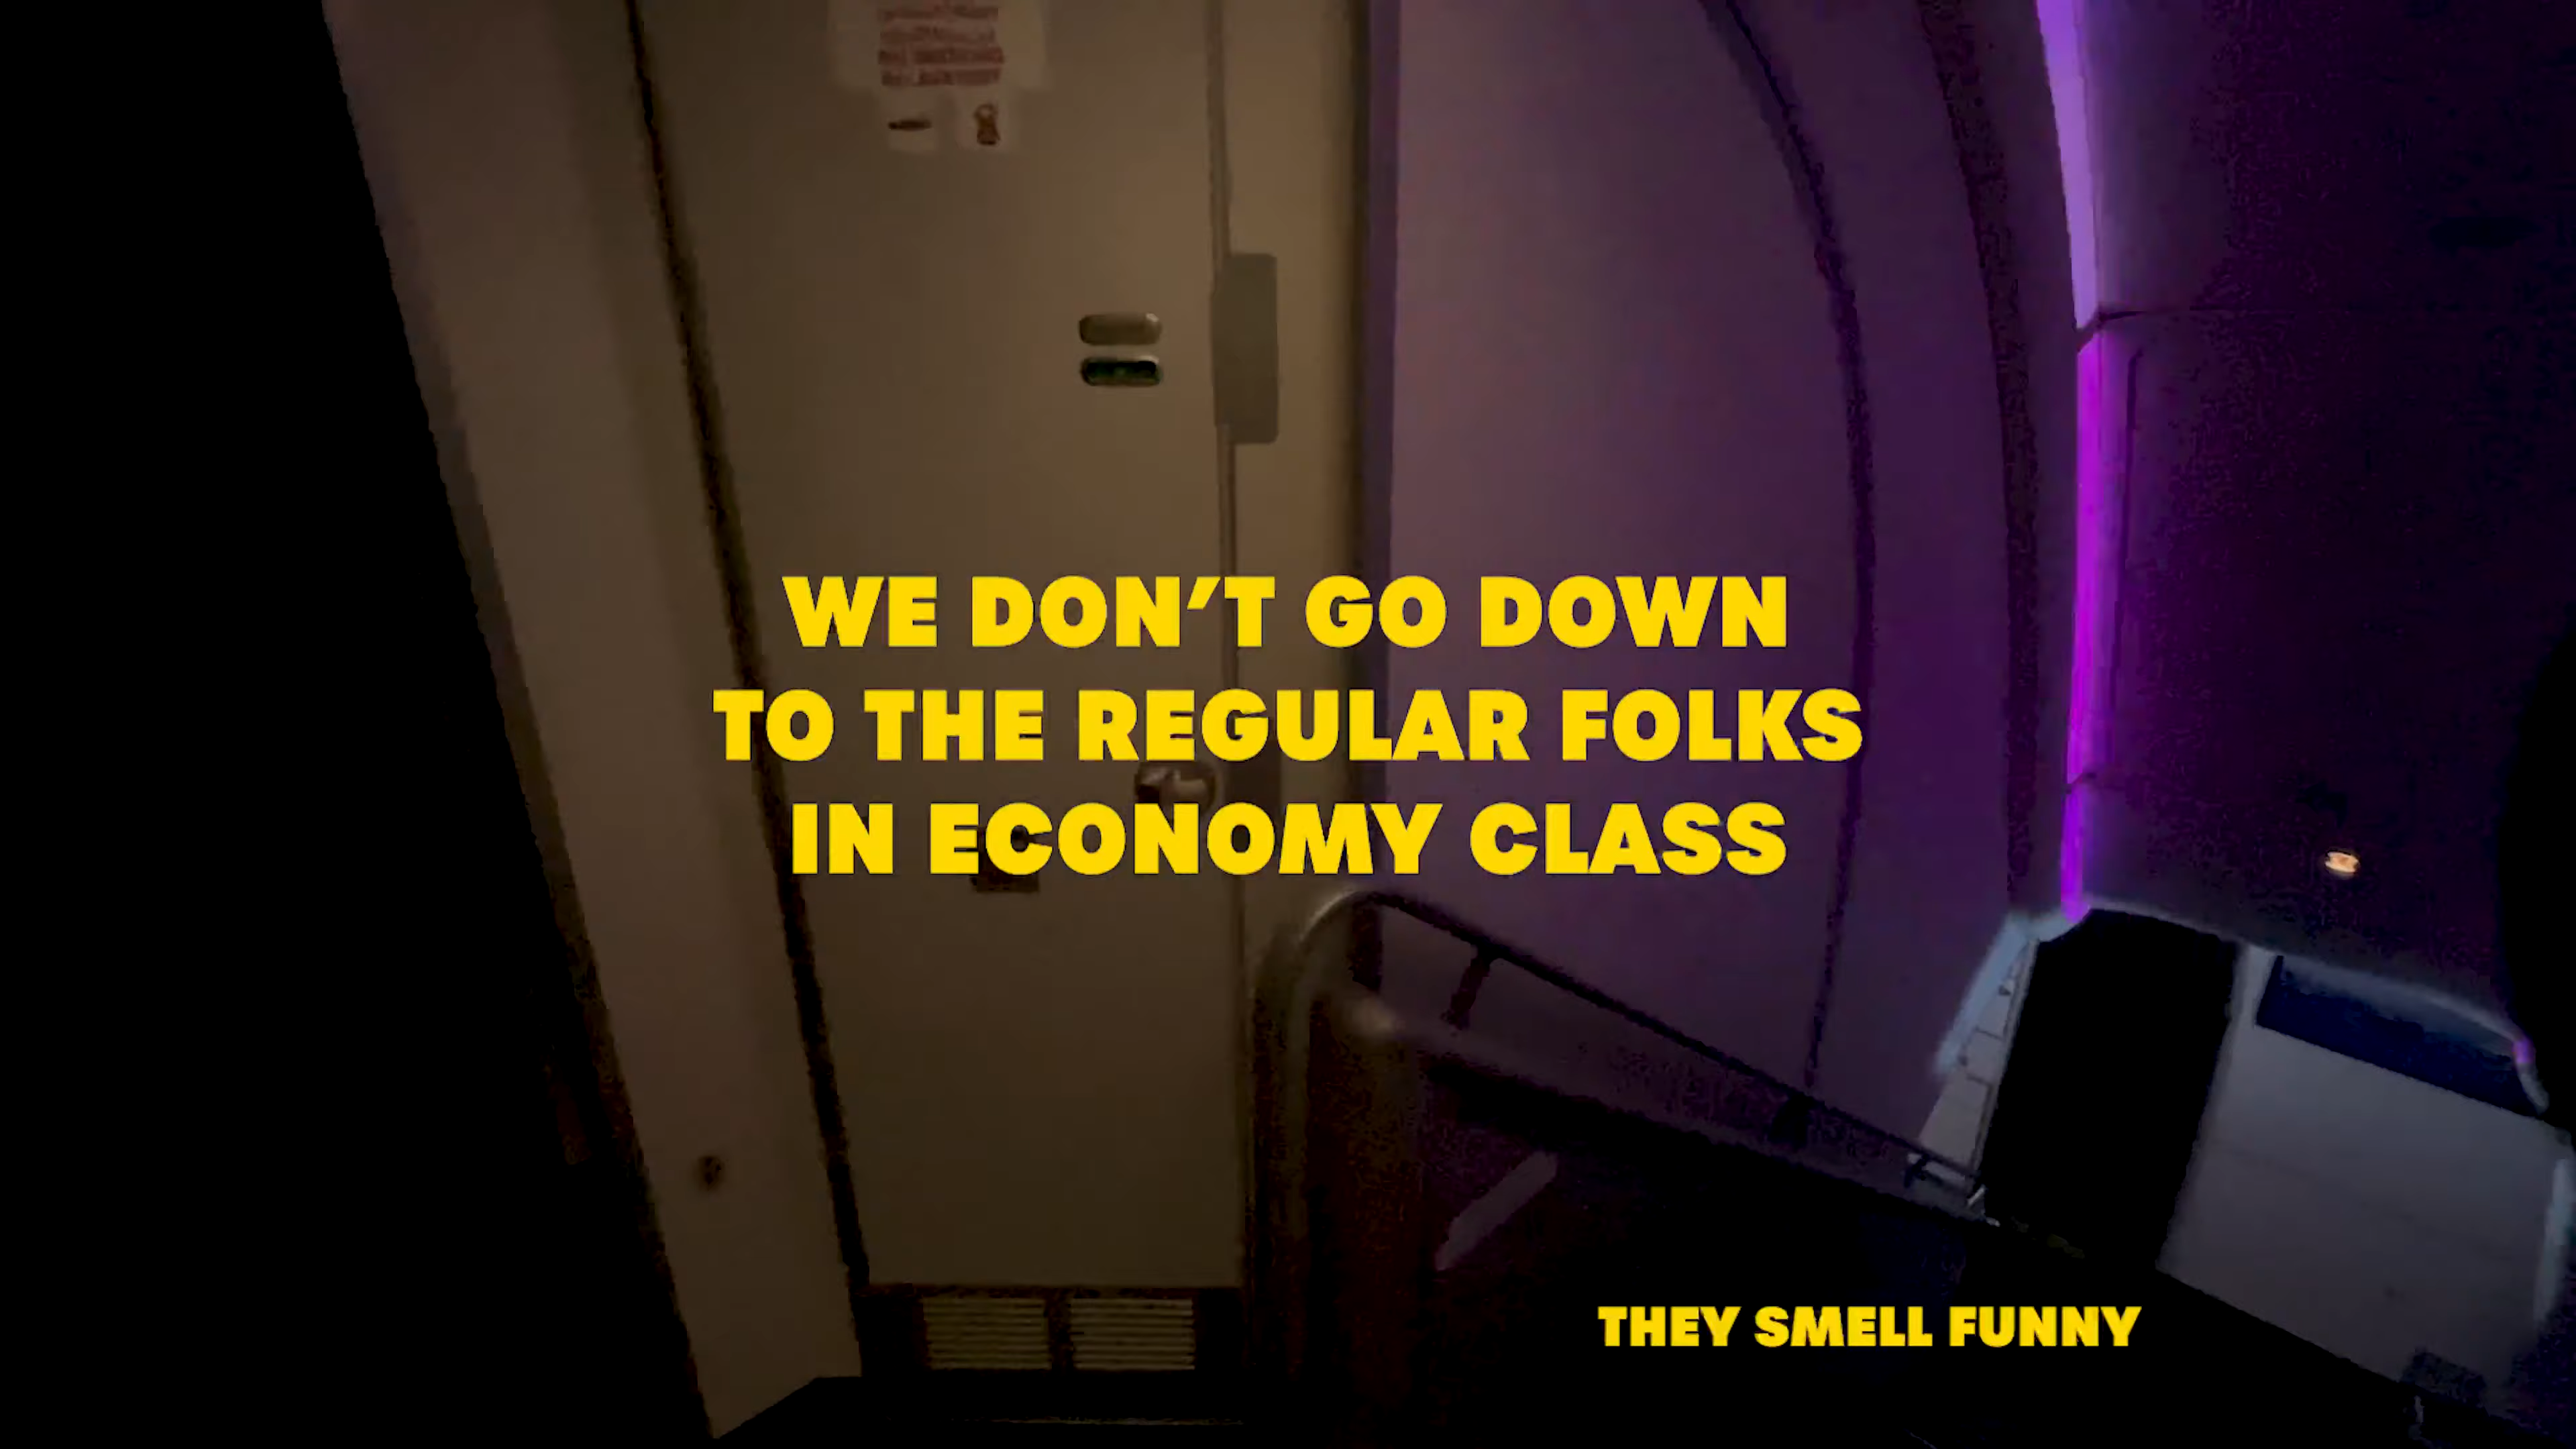 WE DON’T GO DOWN
TO THE REGULAR FOLKS
IN ECONOMY CLASS
THEY SMELL FUNNY